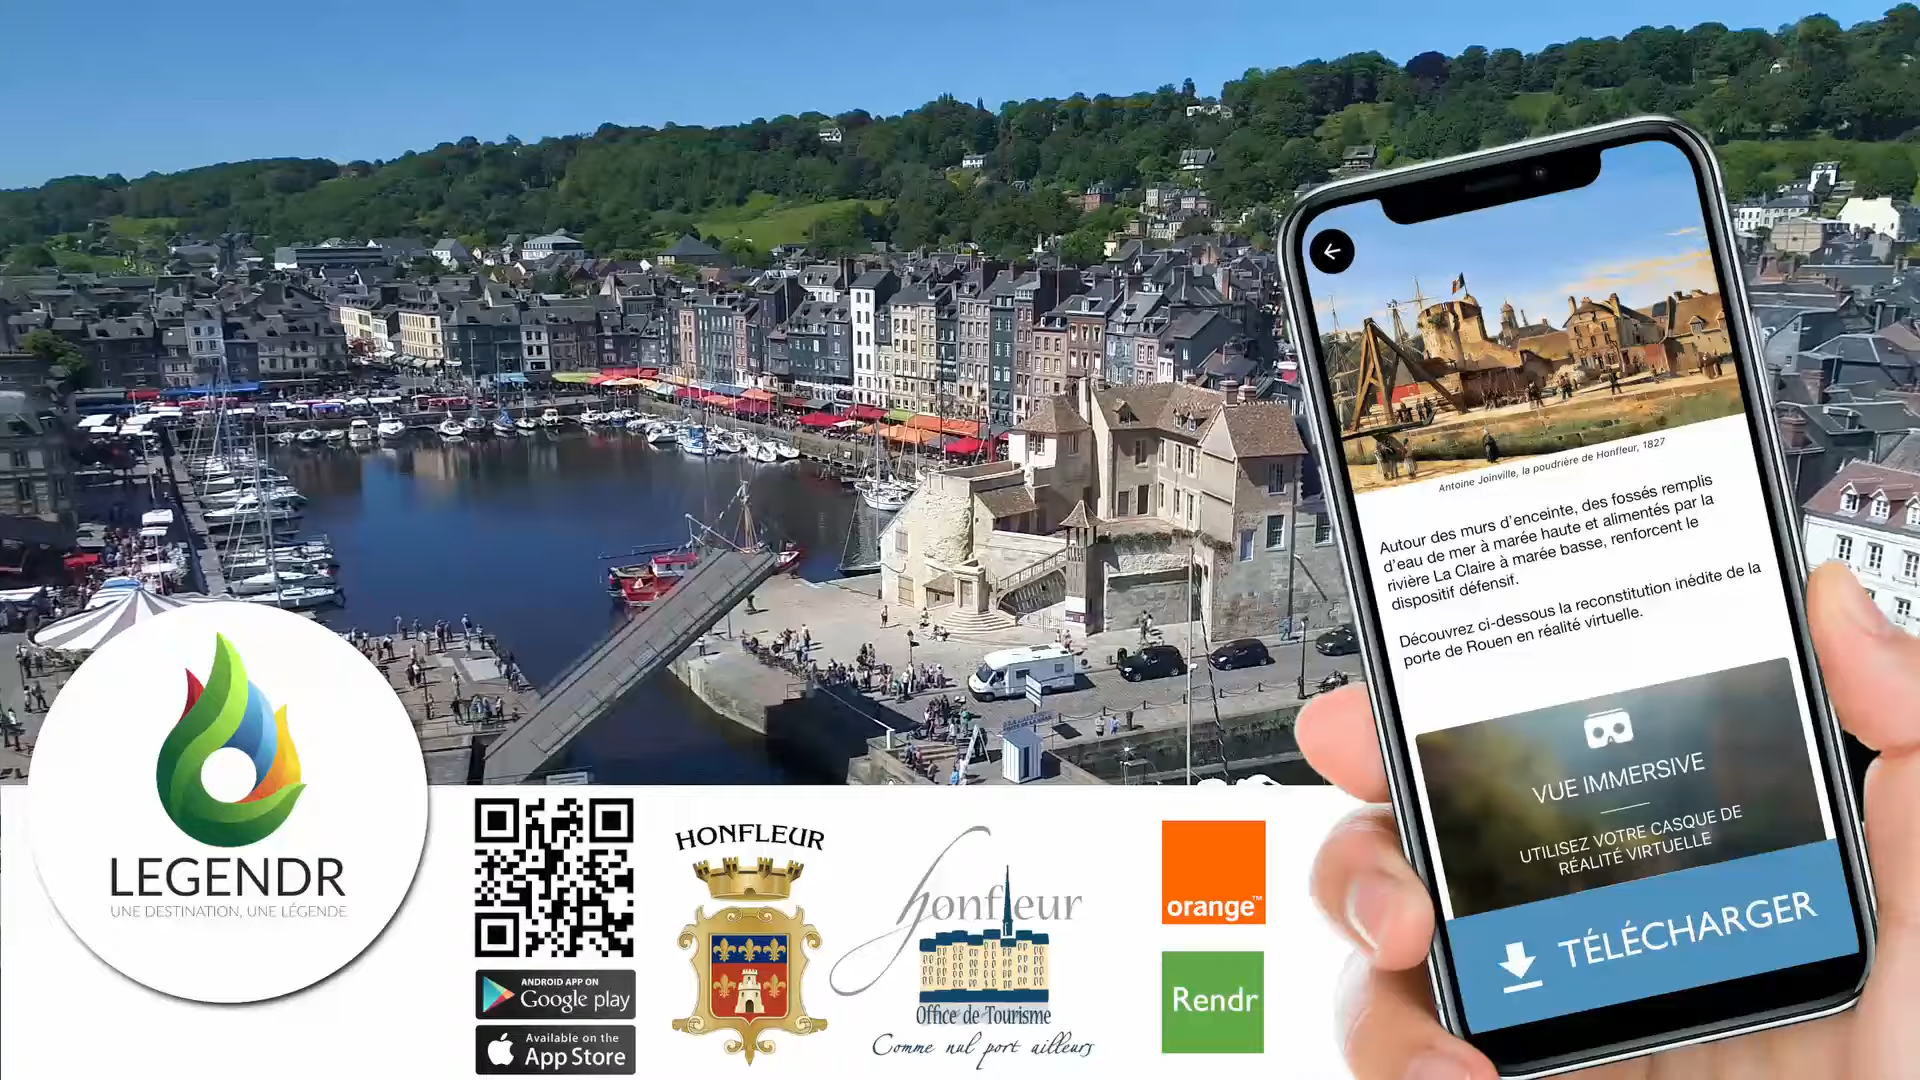 Antoine Joinville, la poudrière de Honfleur, 1827
Autour des murs d'enceinte, des fossés remplis
d'eau de mer à marée haute et alimentés par la
rivière La Claire à marée basse, renforcent le
dispositif défensif.
Découvrez ci-dessous la reconstitution inédite de la
porte de Rouen en réalité virtuelle.
VUE IMMERSIVE
UTILISEZ VOTRE CASQUE DE
RÉALITÉ VIRTUELLE
TÉLÉCHARGER
LEGENDR
UNE DESTINATION, UNE LÉGENDE
ANDROID APP ON
Google play
Available on the
App Store
HONFLEUR
honfleur
Office de Tourisme
Comme nul port ailleurs
orange™
Rendr